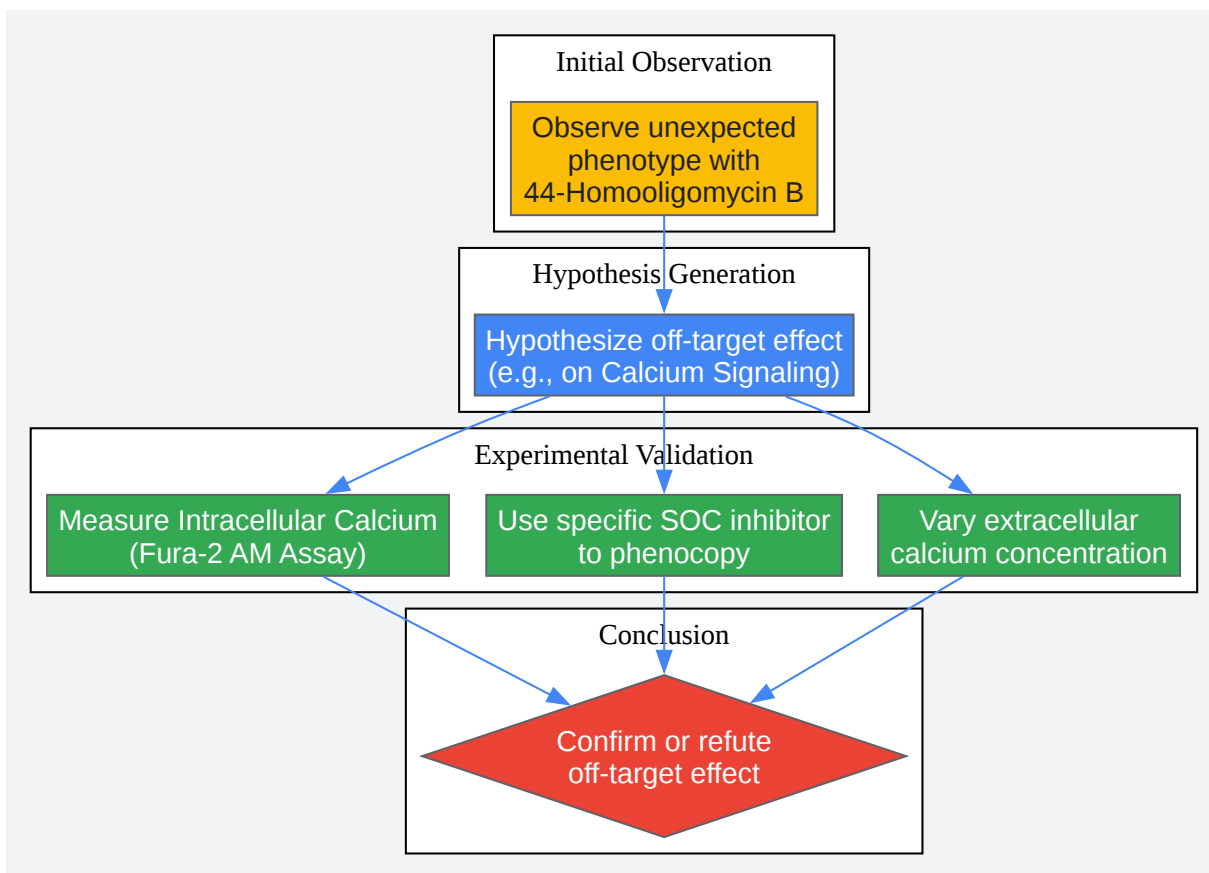 Initial Observation
Observe unexpected
phenotype with
44-Homooligomycin B
Hypothesis Generation
Hypothesize off-target effect
(e.g., on Calcium Signaling)
Experimental Validation
Measure Intracellular Calcium
(Fura-2 AM Assay)
Use specific SOC inhibitor
to phenocopy
Vary extracellular
calcium concentration
Conclusion
Confirm or refute
off-target effect